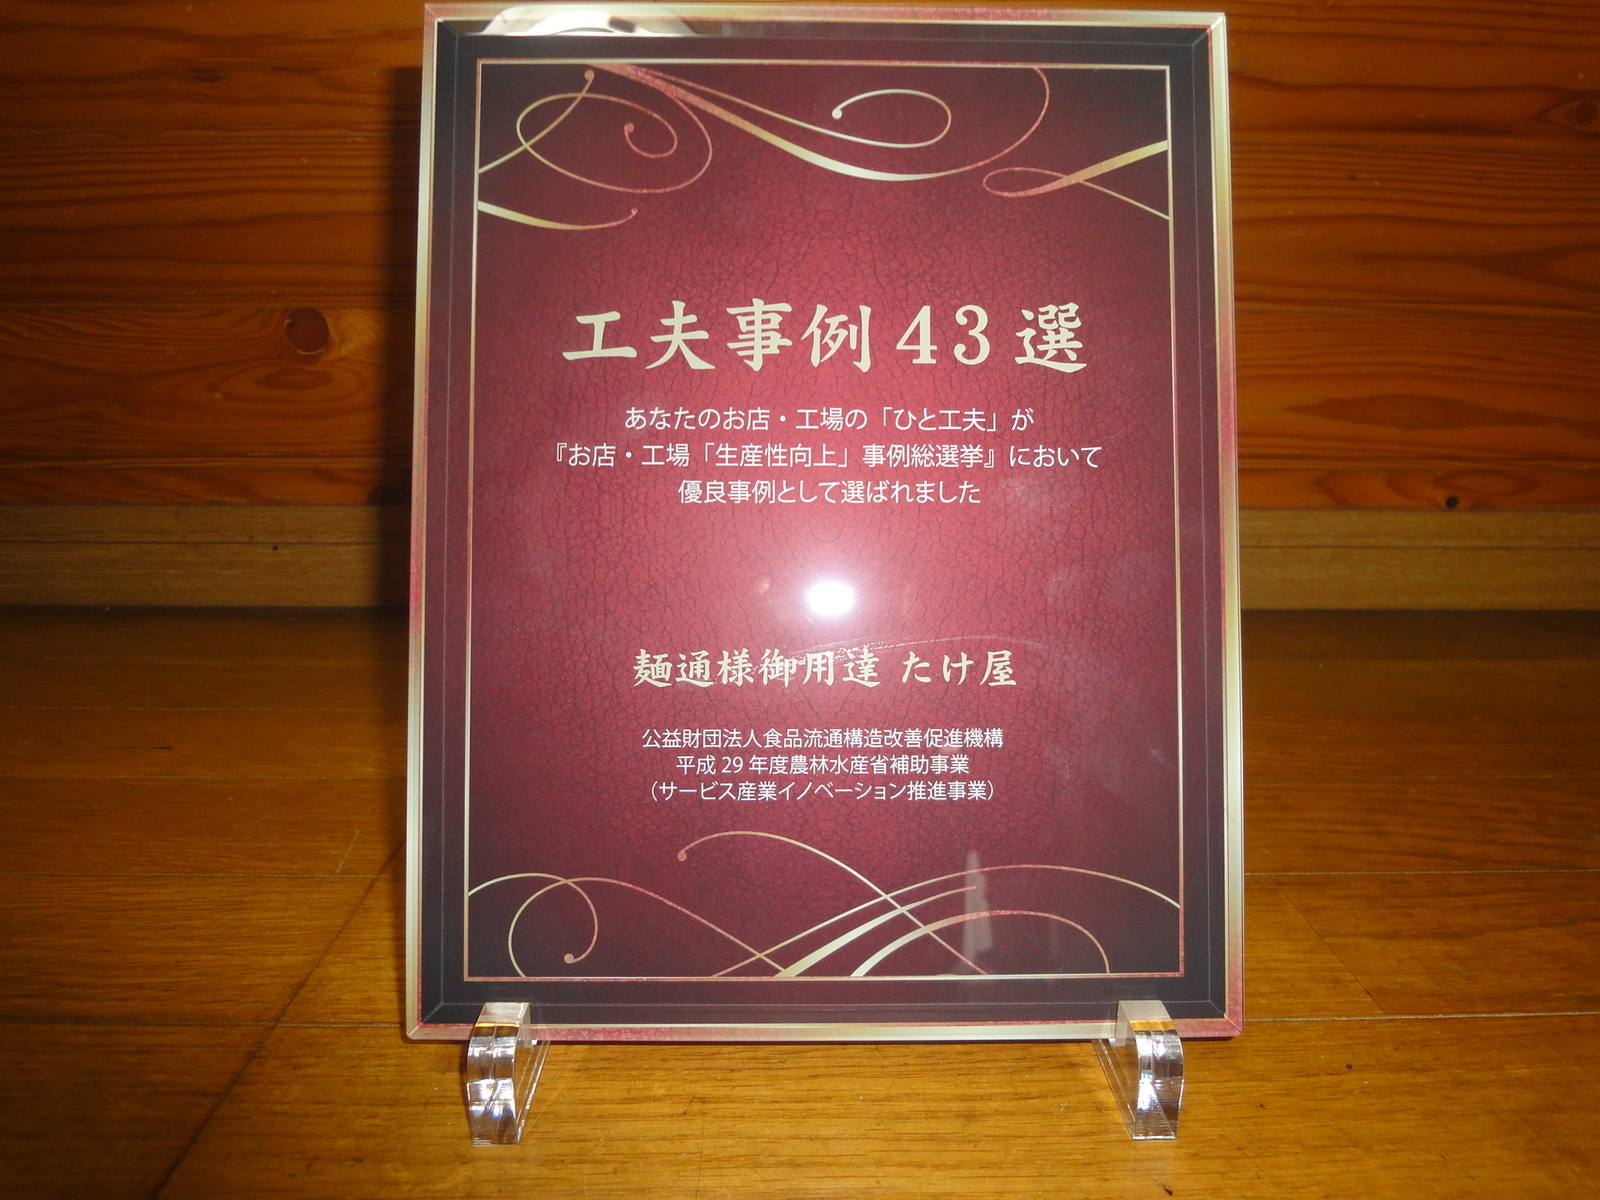 工夫事例43選
あなたのお店・工場の「ひと工夫」が
『お店・工場「生産性向上」事例総選挙』において
優良事例として選ばれました
麺通様御用達 たけ屋
公益財団法人食品流通構造改善促進機構
平成29年度農林水産省補助事業
（サービス産業イノベーション推進事業）